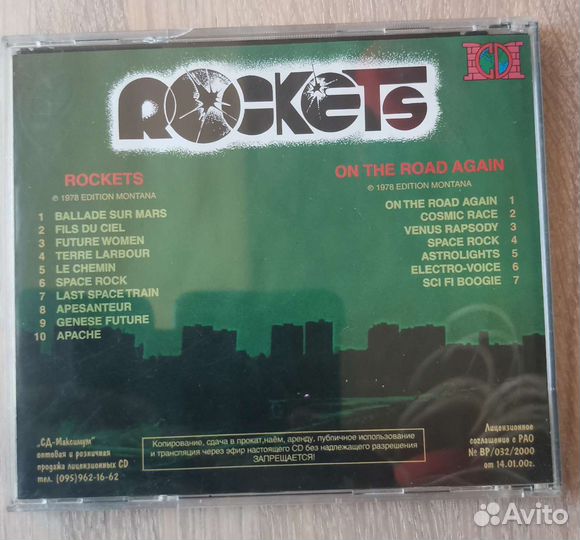 ROCKETS
CD
ROCKETS
℗ 1978 EDITION MONTANA
1 BALLADE SUR MARS
2 FILS DU CIEL
3 FUTURE WOMEN
4 TERRE LARBOUR
5 LE CHEMIN
6 SPACE ROCK
7 LAST SPACE TRAIN
8 APESANTEUR
9 GENESE FUTURE
10 APACHE
ON THE ROAD AGAIN
℗ 1978 EDITION MONTANA
ON THE ROAD AGAIN 1
COSMIC RACE 2
VENUS RAPSODY 3
SPACE ROCK 4
ASTROLIGHTS 5
ELECTRO-VOICE 6
SCI FI BOOGIE 7
„СД-Максимум"
оптовая и розничная
продажа лицензионных CD
тел. (095)962-16-62
Копирование, сдача в прокат,наём, аренду, публичное использование
и трансляция через эфир настоящего CD без надлежащего разрешения
ЗАПРЕЩАЕТСЯ!
Лицензионное
соглашение с РАО
№ ВР/032/2000
от 14.01.00г.
Avito